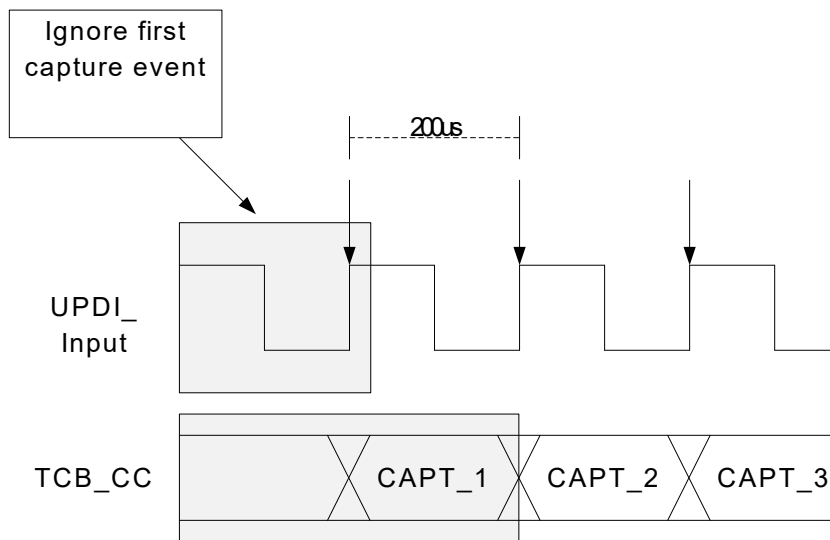 Ignore first
capture event
200us
UPDI_
Input
TCB_CC
CAPT_1
CAPT_2
CAPT_3